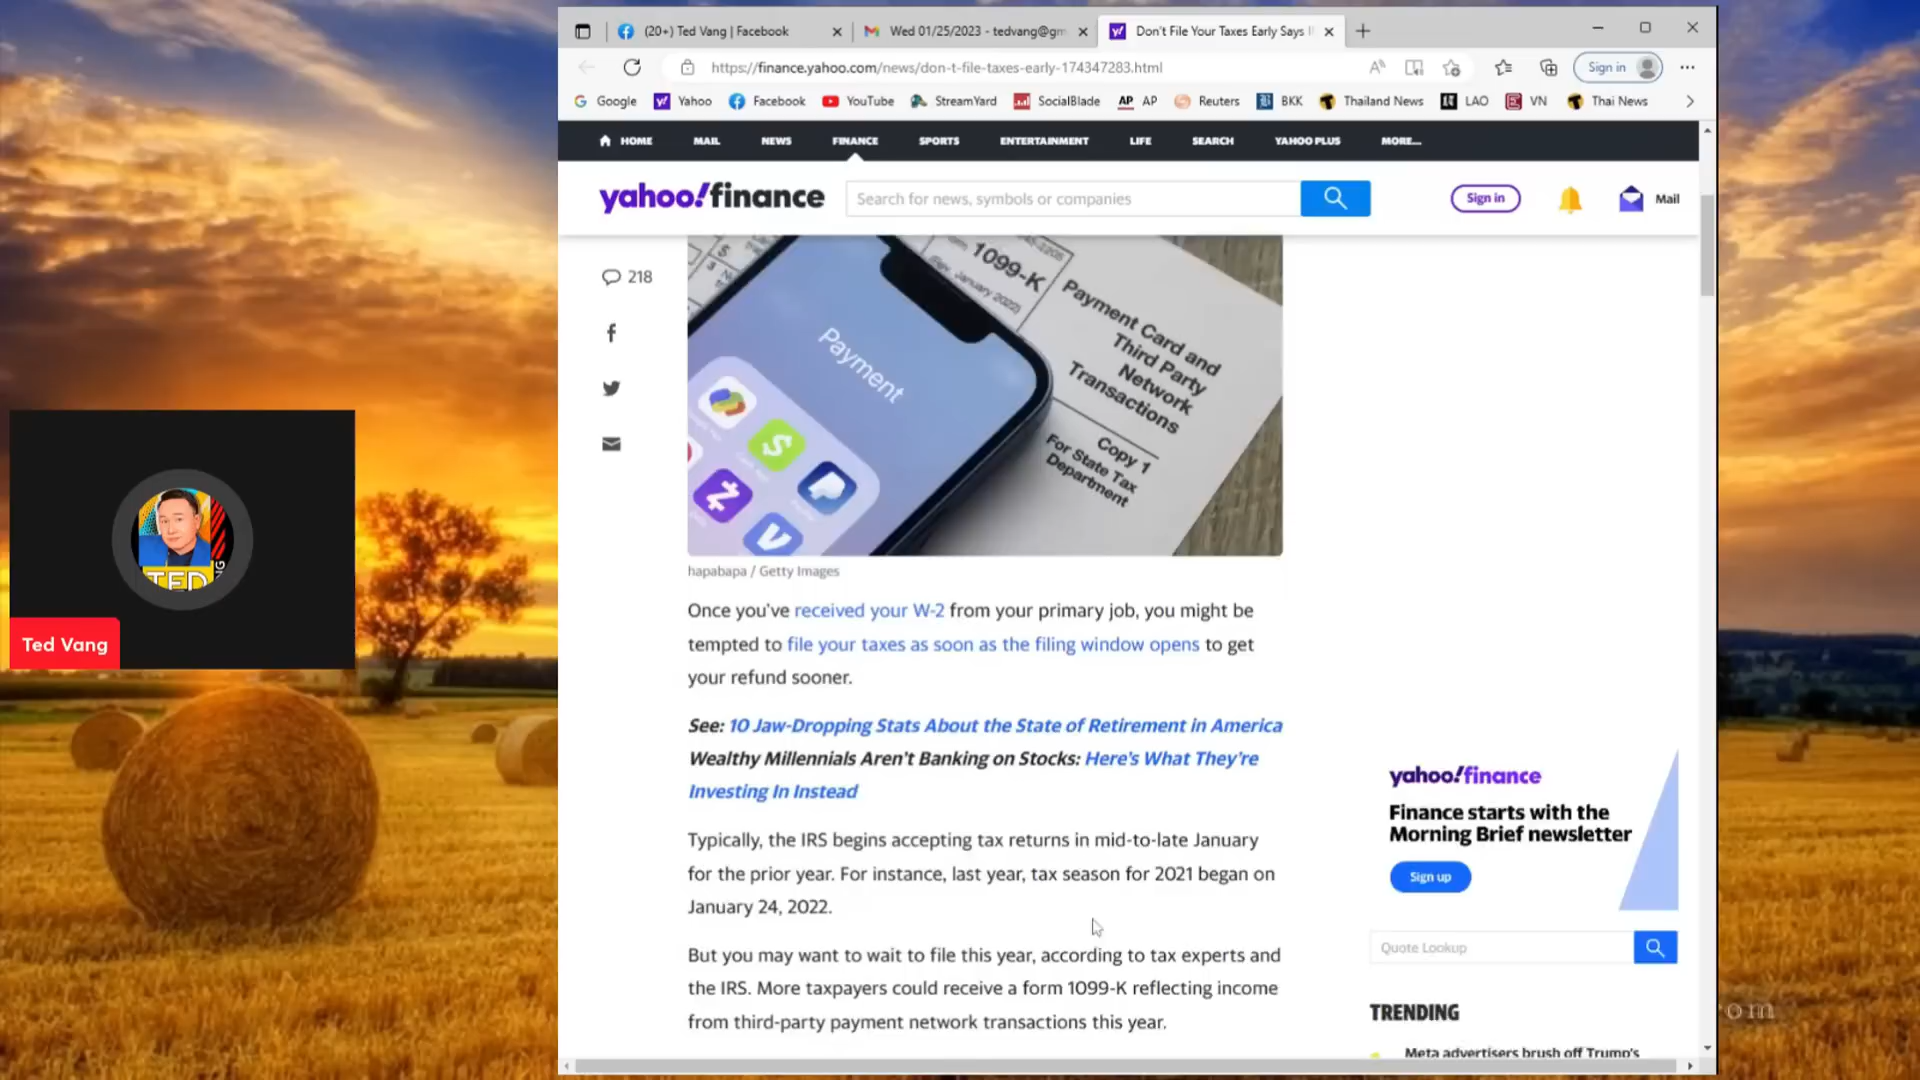 (20+) Ted Vang | Facebook
Wed 01/25/2023 - tedvang@gm
Don't File Your Taxes Early Says I
https://finance.yahoo.com/news/don-t-file-taxes-early-174347283.html
Sign in
Google
Yahoo
Facebook
YouTube
StreamYard
SocialBlade
AP AP
Reuters
BKK
Thailand News
LAO
VN
Thai News
HOME
MAIL
NEWS
FINANCE
SPORTS
ENTERTAINMENT
LIFE
SEARCH
YAHOO PLUS
MORE...
yahoo!finance
Search for news, symbols or companies
Sign in
Mail
218
1099-K
(Rev. January 2022)
Payment Card and
Third Party
Network
Transactions
Copy 1
For State Tax
Department
Payment
hapabapa / Getty Images
Once you've received your W-2 from your primary job, you might be
tempted to file your taxes as soon as the filing window opens to get
your refund sooner.
See: 10 Jaw-Dropping Stats About the State of Retirement in America
Wealthy Millennials Aren't Banking on Stocks: Here's What They're
Investing In Instead
Typically, the IRS begins accepting tax returns in mid-to-late January
for the prior year. For instance, last year, tax season for 2021 began on
January 24, 2022.
But you may want to wait to file this year, according to tax experts and
the IRS. More taxpayers could receive a form 1099-K reflecting income
from third-party payment network transactions this year.
yahoo!finance
Finance starts with the
Morning Brief newsletter
Sign up
Quote Lookup
TRENDING
Meta advertisers brush off Trump's
TED
Ted Vang
om